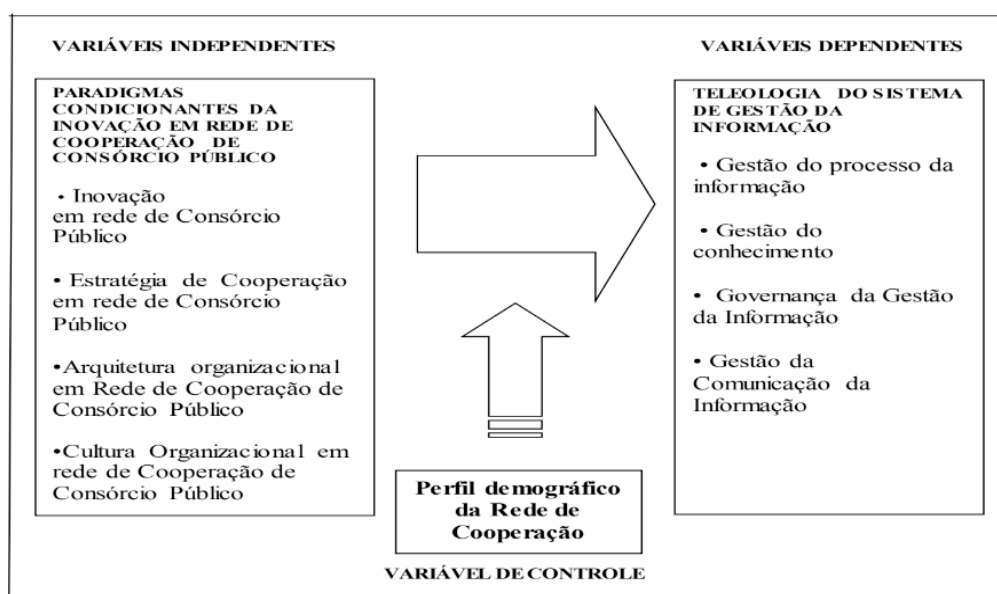 VARIÁVEIS INDEPENDENTES
PARADIGMAS
CONDICIONANTES DA
INOVAÇÃO EM REDE DE
COOPERAÇÃO DE
CONSÓRCIO PÚBLICO
• Inovação
em rede de Consórcio
Público
• Estratégia de Cooperação
em rede de Consórcio
Público
•Arquitetura organizacional
em Rede de Cooperação de
Consórcio Público
•Cultura Organizacional em
rede de Cooperação de
Consórcio Público
VARIÁVEIS DEPENDENTES
TELEOLOGIA DO SISTEMA
DE GESTÃO DA
INFORMAÇÃO
• Gestão do processo da
informação
• Gestão do
conhecimento
• Governança da Gestão
da Informação
• Gestão da
Comunicação da
Informação
Perfil demográfico
da Rede de
Cooperação
VARIÁVEL DE CONTROLE